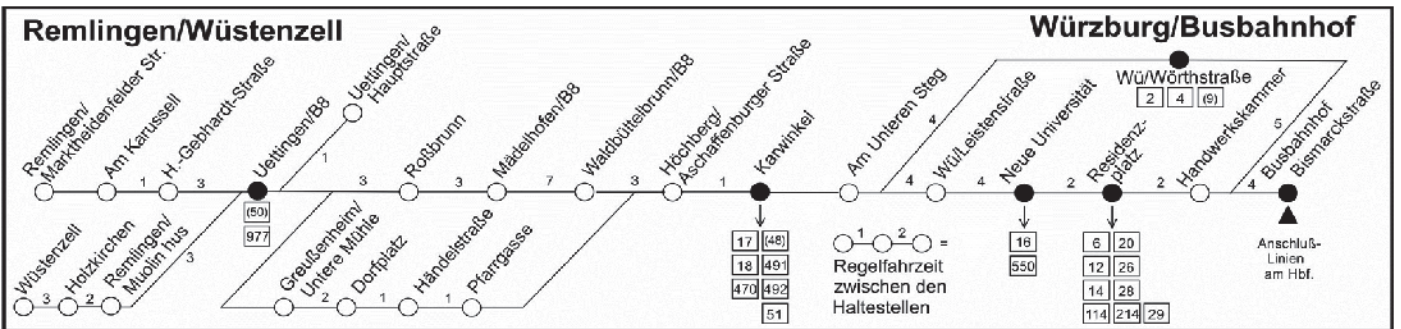 Remlingen/Wüstenzell
Würzburg/Busbahnhof
Remlingen/
Marktheidenfelder Str.
Am Karussell
H.-Gebhardt-Straße
Uettingen/B8
Uettingen/
Hauptstraße
Roßbrunn
Mädelhofen/B8
Waldbüttelbrunn/B8
Höchberg/
Aschaffenburger Straße
Karwinkel
Am Unteren Steg
Wü/Leistenstraße
Neue Universität
Residenz-
platz
Handwerkskammer
Busbahnhof
Bismarckstraße
Wü/Wörthstraße
2 4 (9)
4
5
1
1 3 3 3 7 3 1 4 4 2 2 4
(50)
977
Wüstenzell
Holzkirchen
Remlingen/
Muolin hus
3 2 3
Greußenheim/
Untere Mühle
Dorfplatz
Händelstraße
Pfarrgasse
2 1 1
17 (48)
18 491
470 492
51
1 2 =
Regelfahrzeit
zwischen den
Haltestellen
16
550
6 20
12 26
14 28
114 214 29
Anschluß-
Linien
am Hbf.